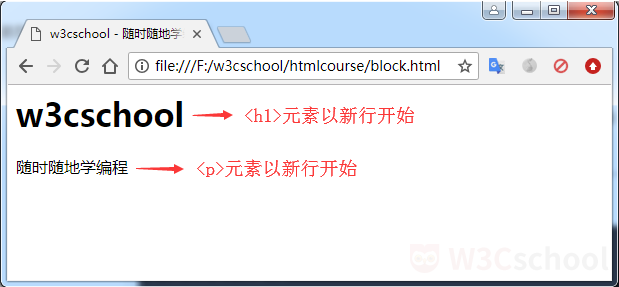 w3cschool - 随时随地学
file:///F:/w3cschool/htmlcourse/block.html
w3cschool <h1>元素以新行开始
随时随地学编程 <p>元素以新行开始
W3Cschool